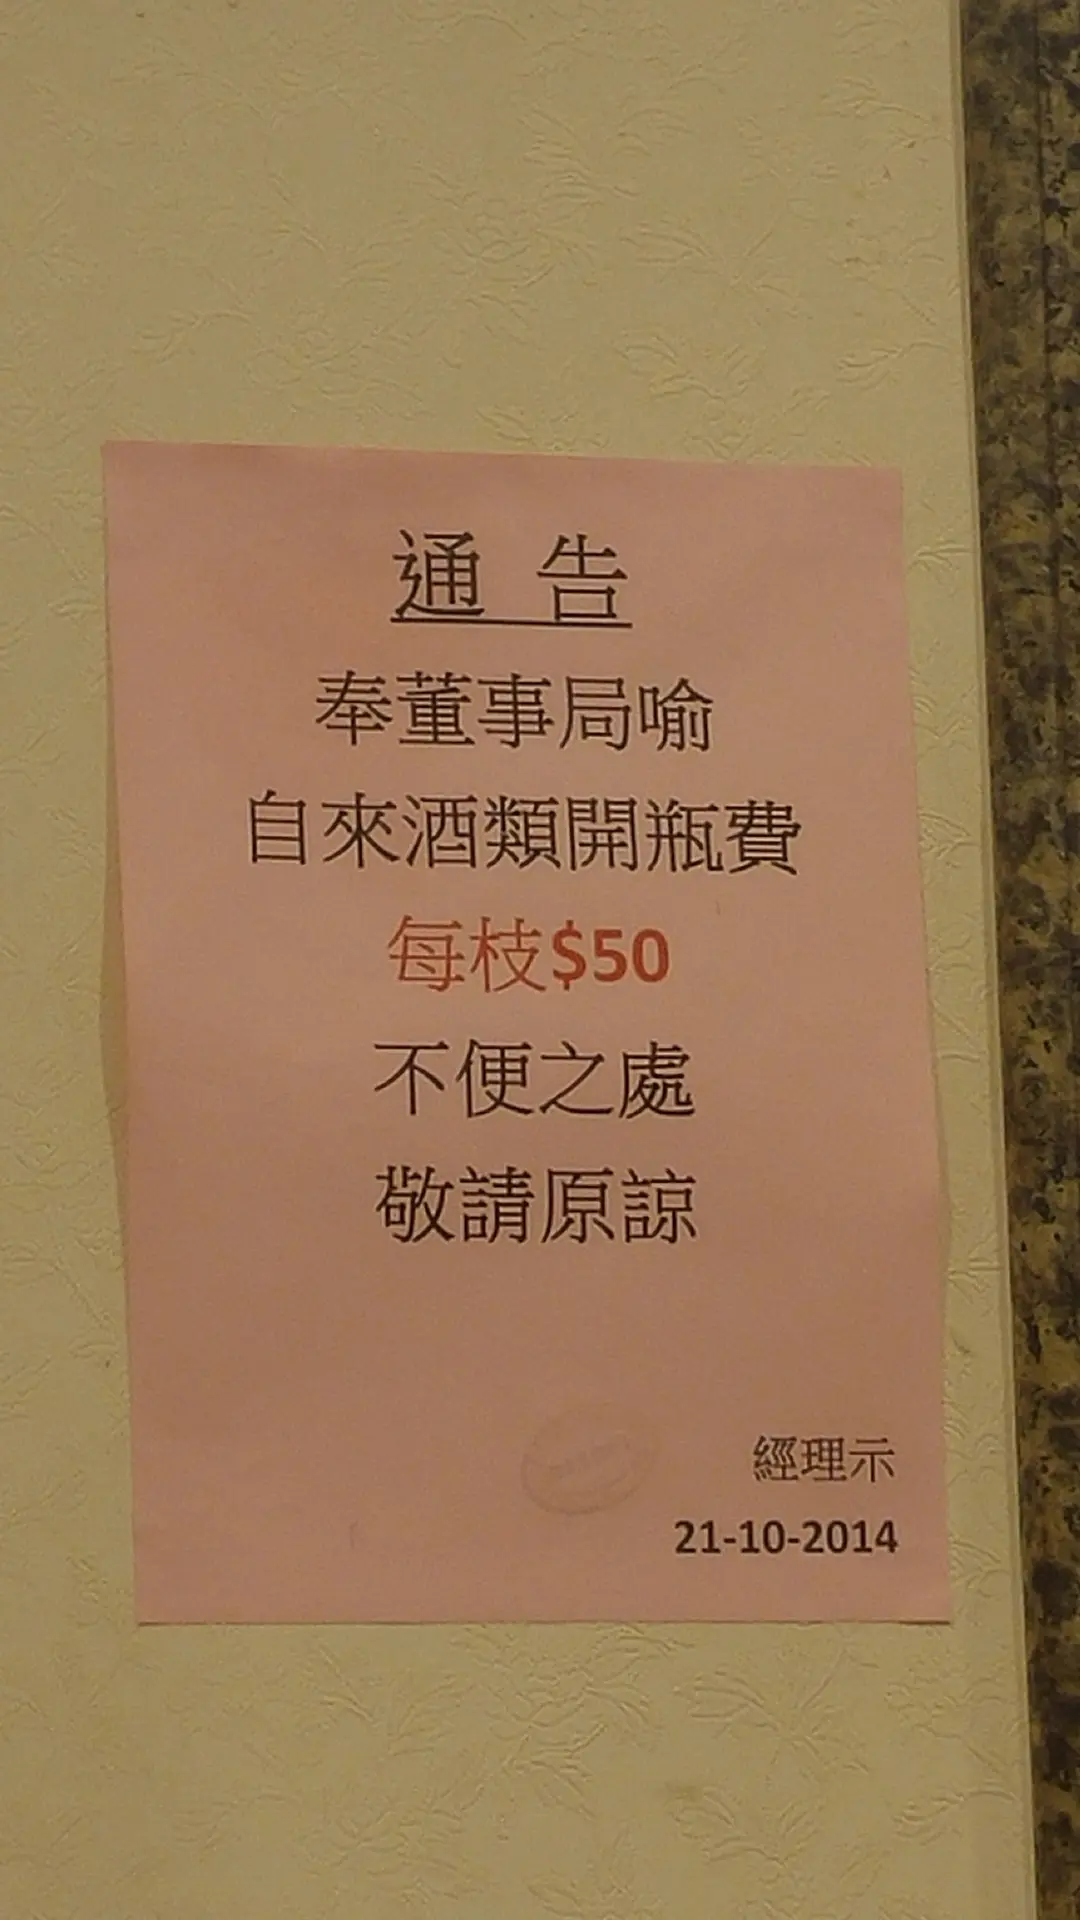 通 告
奉董事局喻
自來酒類開瓶費
每枝$50
不便之處
敬請原諒
經理示
21-10-2014